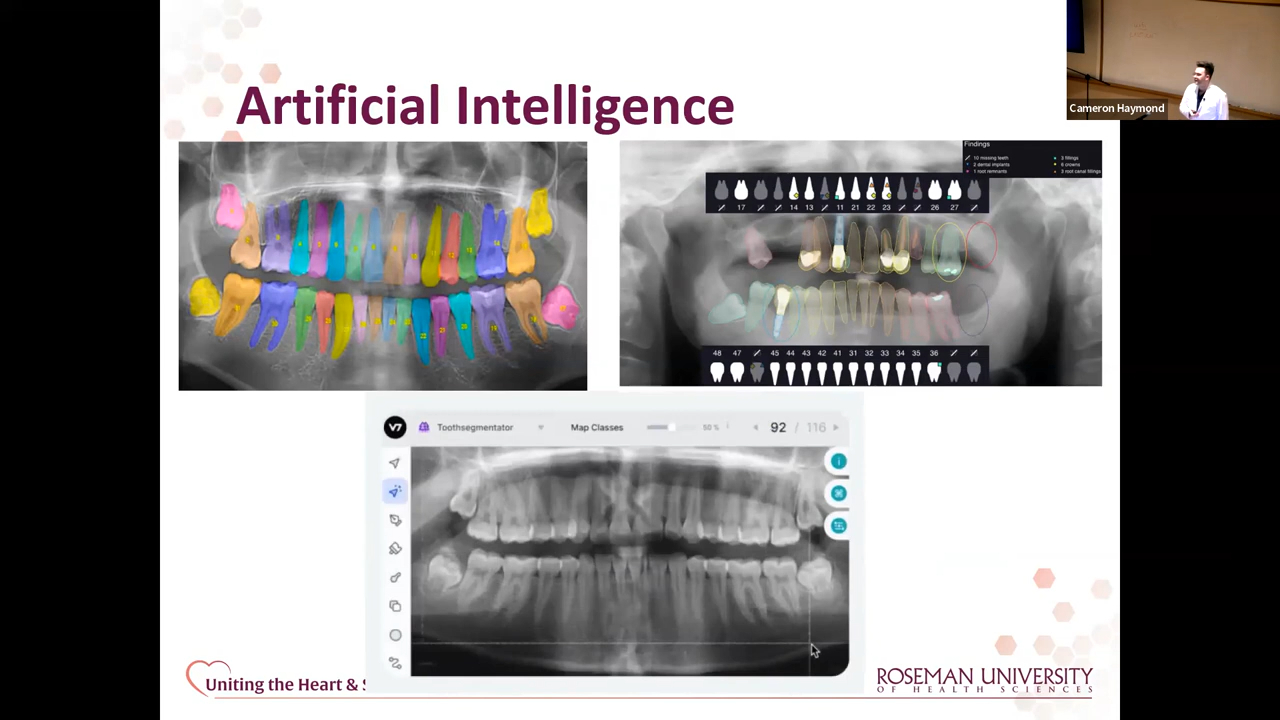 Artificial Intelligence
Cameron Haymond
Findings
10 missing teeth
2 dental implants
1 root remnants
3 fillings
6 crowns
3 root canal fillings
17 14 13 11 21 22 23 26 27
48 47 45 44 43 42 41 31 32 33 34 35 36
V7 Toothsegmentator Map Classes 50% 92 / 116
Uniting the Heart &
ROSEMAN UNIVERSITY
OF HEALTH SCIENCES